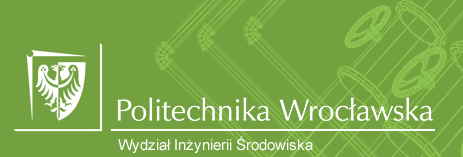 Politechnika Wrocławska
Wydział Inżynierii Środowiska